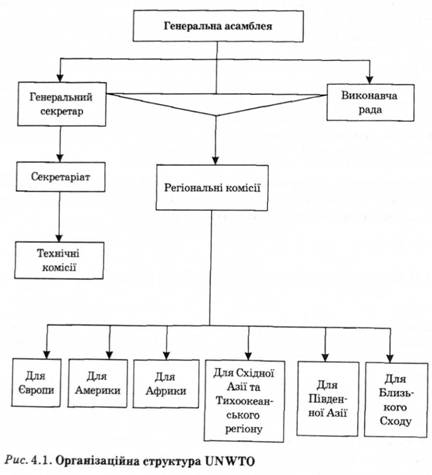 Генеральна асамблея
Генеральний
секретар
Виконавча
рада
Секретаріат
Регіональні комісії
Технічні
комісії
Для
Європи
Для
Америки
Для
Африки
Для Східної
Азії та
Тихоокеан-
ського
регіону
Для
Півден-
ної Азії
Для
Близь-
кого
Сходу
Рис. 4.1. Організаційна структура UNWTO